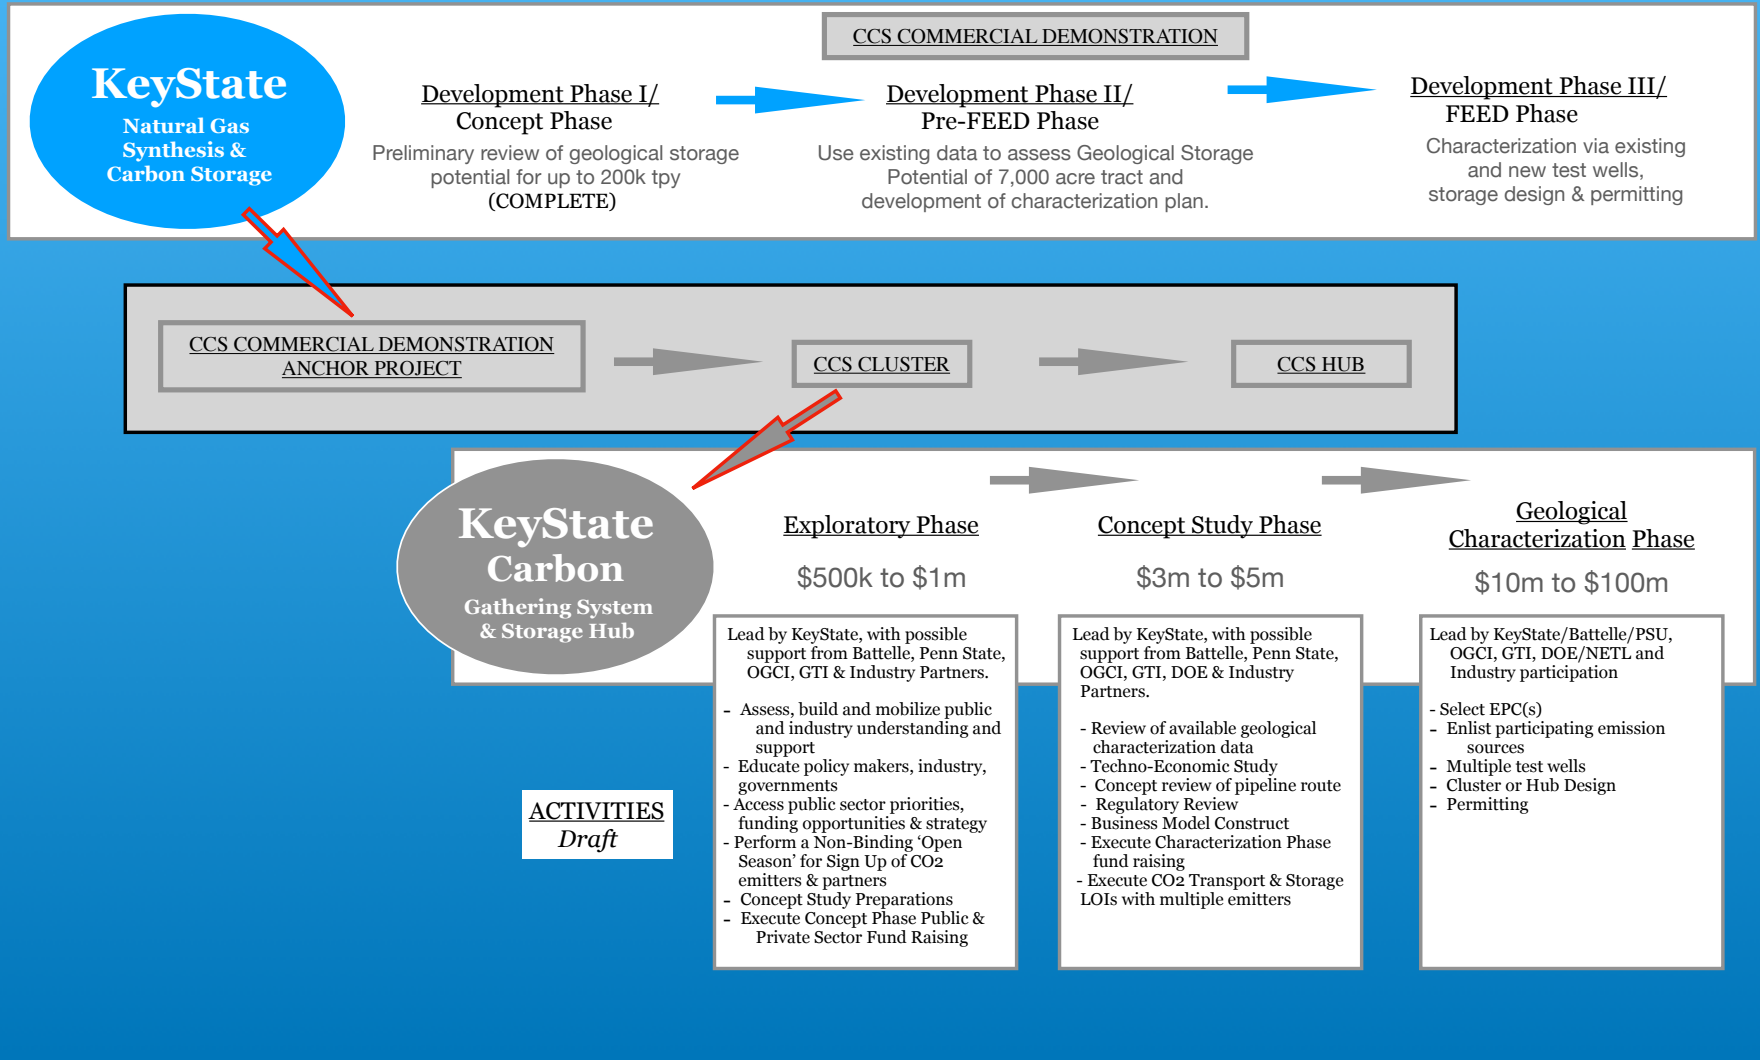 CCS COMMERCIAL DEMONSTRATION
KeyState
Natural Gas
Synthesis &
Carbon Storage
Development Phase I/
Concept Phase
Preliminary review of geological storage
potential for up to 200k tpy
(COMPLETE)
Development Phase II/
Pre-FEED Phase
Use existing data to assess Geological Storage
Potential of 7,000 acre tract and
development of characterization plan.
Development Phase III/
FEED Phase
Characterization via existing
and new test wells,
storage design & permitting
CCS COMMERCIAL DEMONSTRATION
ANCHOR PROJECT
CCS CLUSTER
CCS HUB
KeyState
Carbon
Gathering System
& Storage Hub
Exploratory Phase
$500k to $1m
Concept Study Phase
$3m to $5m
Geological
Characterization Phase
$10m to $100m
ACTIVITIES
Draft
Lead by KeyState, with possible
support from Battelle, Penn State,
OGCI, GTI & Industry Partners.
- Assess, build and mobilize public
and industry understanding and
support
- Educate policy makers, industry,
governments
- Access public sector priorities,
funding opportunities & strategy
- Perform a Non-Binding ‘Open
Season’ for Sign Up of CO2
emitters & partners
- Concept Study Preparations
- Execute Concept Phase Public &
Private Sector Fund Raising
Lead by KeyState, with possible
support from Battelle, Penn State,
OGCI, GTI, DOE & Industry
Partners.
- Review of available geological
characterization data
- Techno-Economic Study
- Concept review of pipeline route
- Regulatory Review
- Business Model Construct
- Execute Characterization Phase
fund raising
- Execute CO2 Transport & Storage
LOIs with multiple emitters
Lead by KeyState/Battelle/PSU,
OGCI, GTI, DOE/NETL and
Industry participation
- Select EPC(s)
- Enlist participating emission
sources
- Multiple test wells
- Cluster or Hub Design
- Permitting